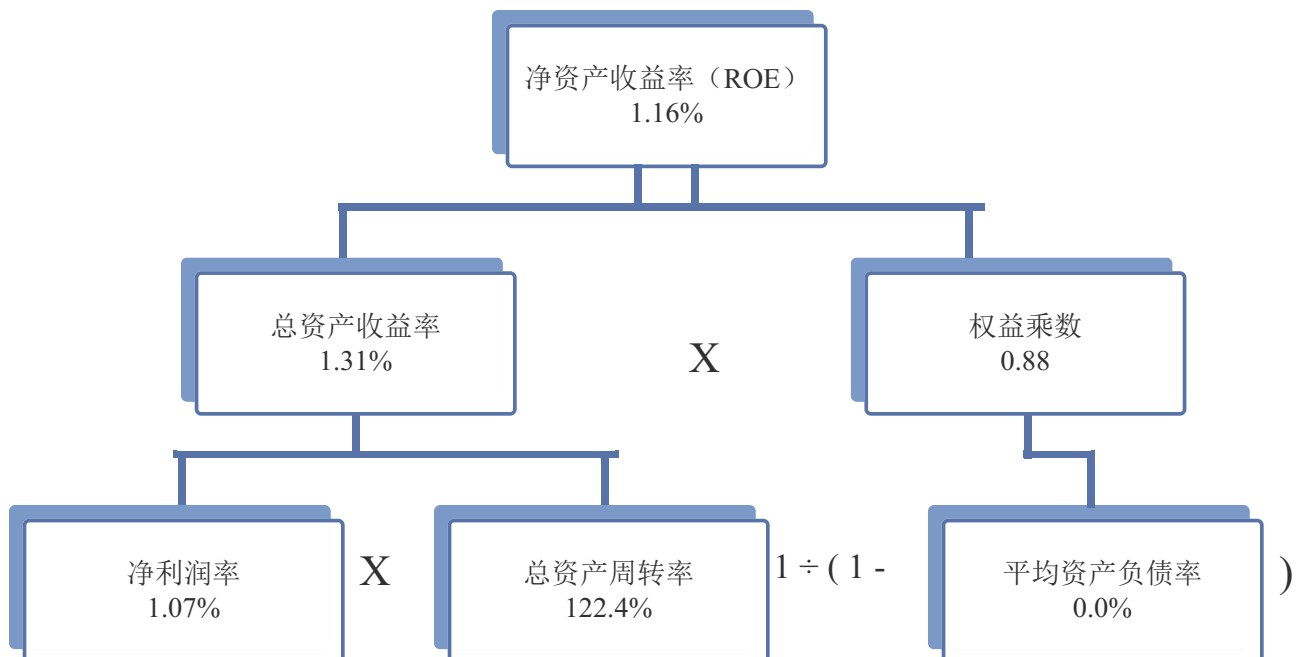 净资产收益率（ROE）
1.16%
总资产收益率
1.31%
X
权益乘数
0.88
净利润率
1.07%
X
总资产周转率
122.4%
1 ÷ ( 1 -
平均资产负债率
0.0%
)